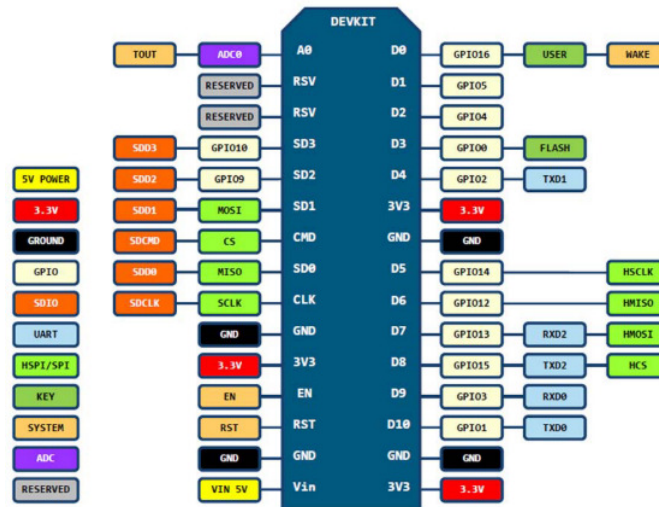 DEVKIT
TOUT ADC0 A0 D0 GPIO16 USER WAKE
RESERVED RSV D1 GPIO5
RESERVED RSV D2 GPIO4
SDD3 GPIO10 SD3 D3 GPIO0 FLASH
5V POWER SDD2 GPIO9 SD2 D4 GPIO2 TXD1
3.3V SDD1 MOSI SD1 3V3 3.3V
GROUND SDCMD CS CMD GND GND
GPIO SDD0 MISO SD0 D5 GPIO14 HSCLK
SDIO SDCLK SCLK CLK D6 GPIO12 HMISO
UART GND GND D7 GPIO13 RXD2 HMOSI
HSPI/SPI 3.3V 3V3 D8 GPIO15 TXD2 HCS
KEY EN EN D9 GPIO3 RXD0
SYSTEM RST RST D10 GPIO1 TXD0
ADC GND GND GND GND
RESERVED VIN 5V Vin 3V3 3.3V